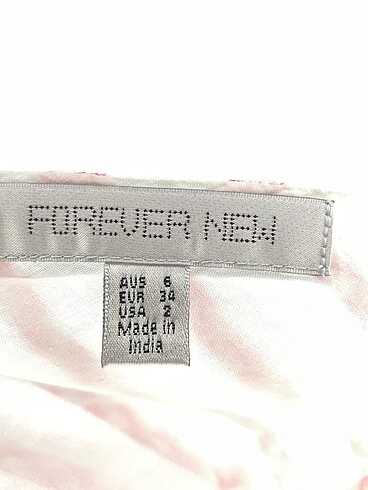 FOREVER NEW
AUS 6
EUR 34
USA 2
Made in
India